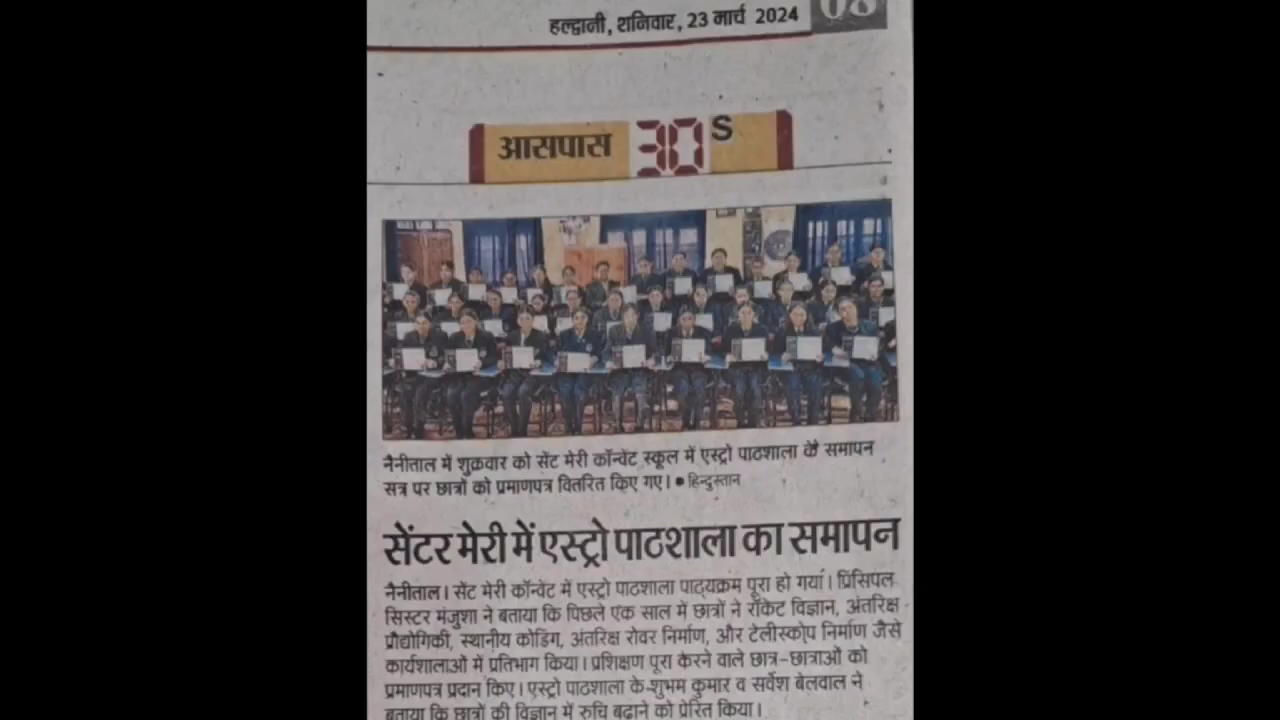 08
हल्द्वानी, शनिवार, 23 मार्च 2024
आसपास 30 S
नैनीताल में शुक्रवार को सेंट मेरी कॉन्वेंट स्कूल में एस्ट्रो पाठशाला के समापन
सत्र पर छात्रों को प्रमाणपत्र वितरित किए गए। ● हिन्दुस्तान
सेंटर मेरी में एस्ट्रो पाठशाला का समापन
नैनीताल। सेंट मेरी कॉन्वेंट में एस्ट्रो पाठशाला पाठ्यक्रम पूरा हो गया। प्रिंसिपल
सिस्टर मंजुशा ने बताया कि पिछले एक साल में छात्रों ने रॉकेट विज्ञान, अंतरिक्ष
प्रौद्योगिकी, स्थानीय कोडिंग, अंतरिक्ष रोवर निर्माण, और टेलीस्कोप निर्माण जैसे
कार्यशालाओं में प्रतिभाग किया। प्रशिक्षण पूरा करने वाले छात्र-छात्राओं को
प्रमाणपत्र प्रदान किए। एस्ट्रो पाठशाला के शुभम कुमार व सर्वेश बेलवाल ने
बताया कि छात्रों की विज्ञान में रुचि बढ़ाने को प्रेरित किया।